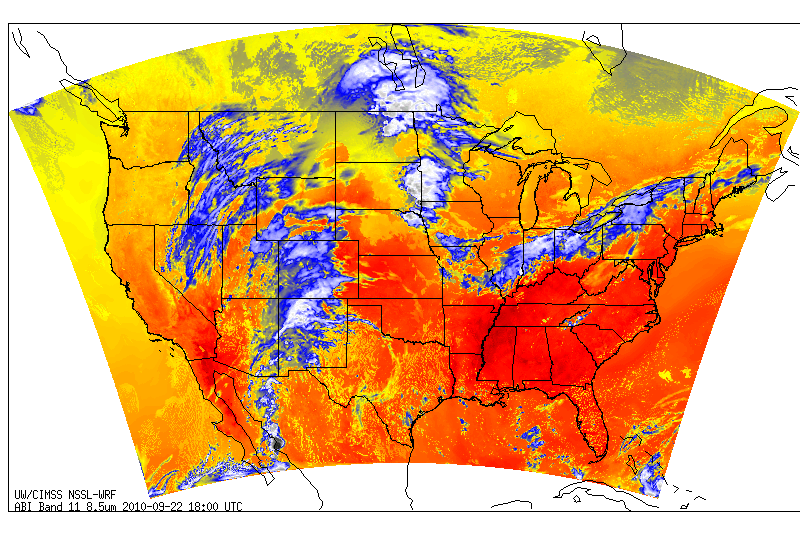 UW/CIMSS NSSL-WRF
ABI Band 11 8.5um 2010-09-22 18:00 UTC